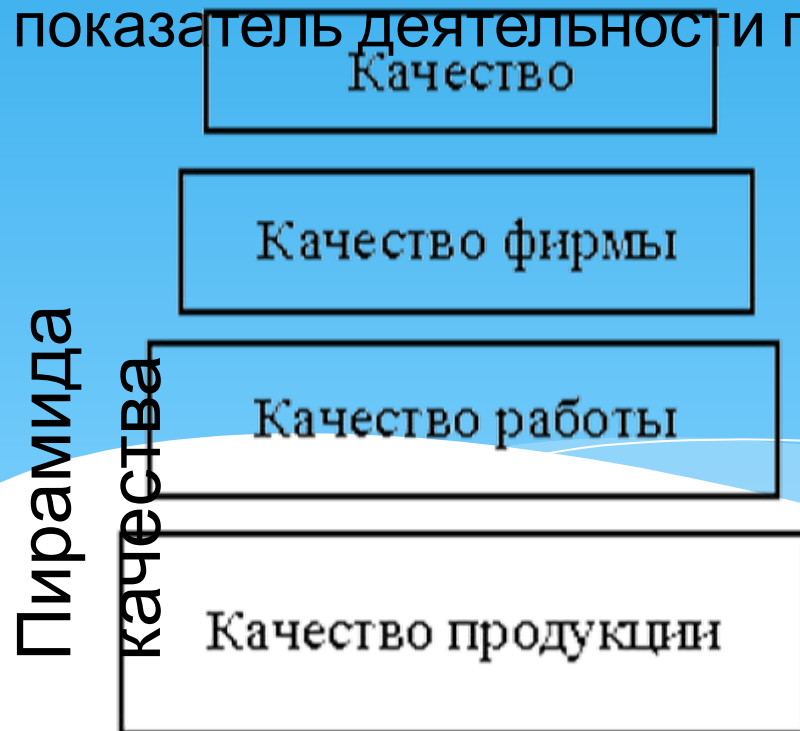 показатель деятельности
Качество
Качество фирмы
Качество работы
Качество продукции
Пирамида
качества